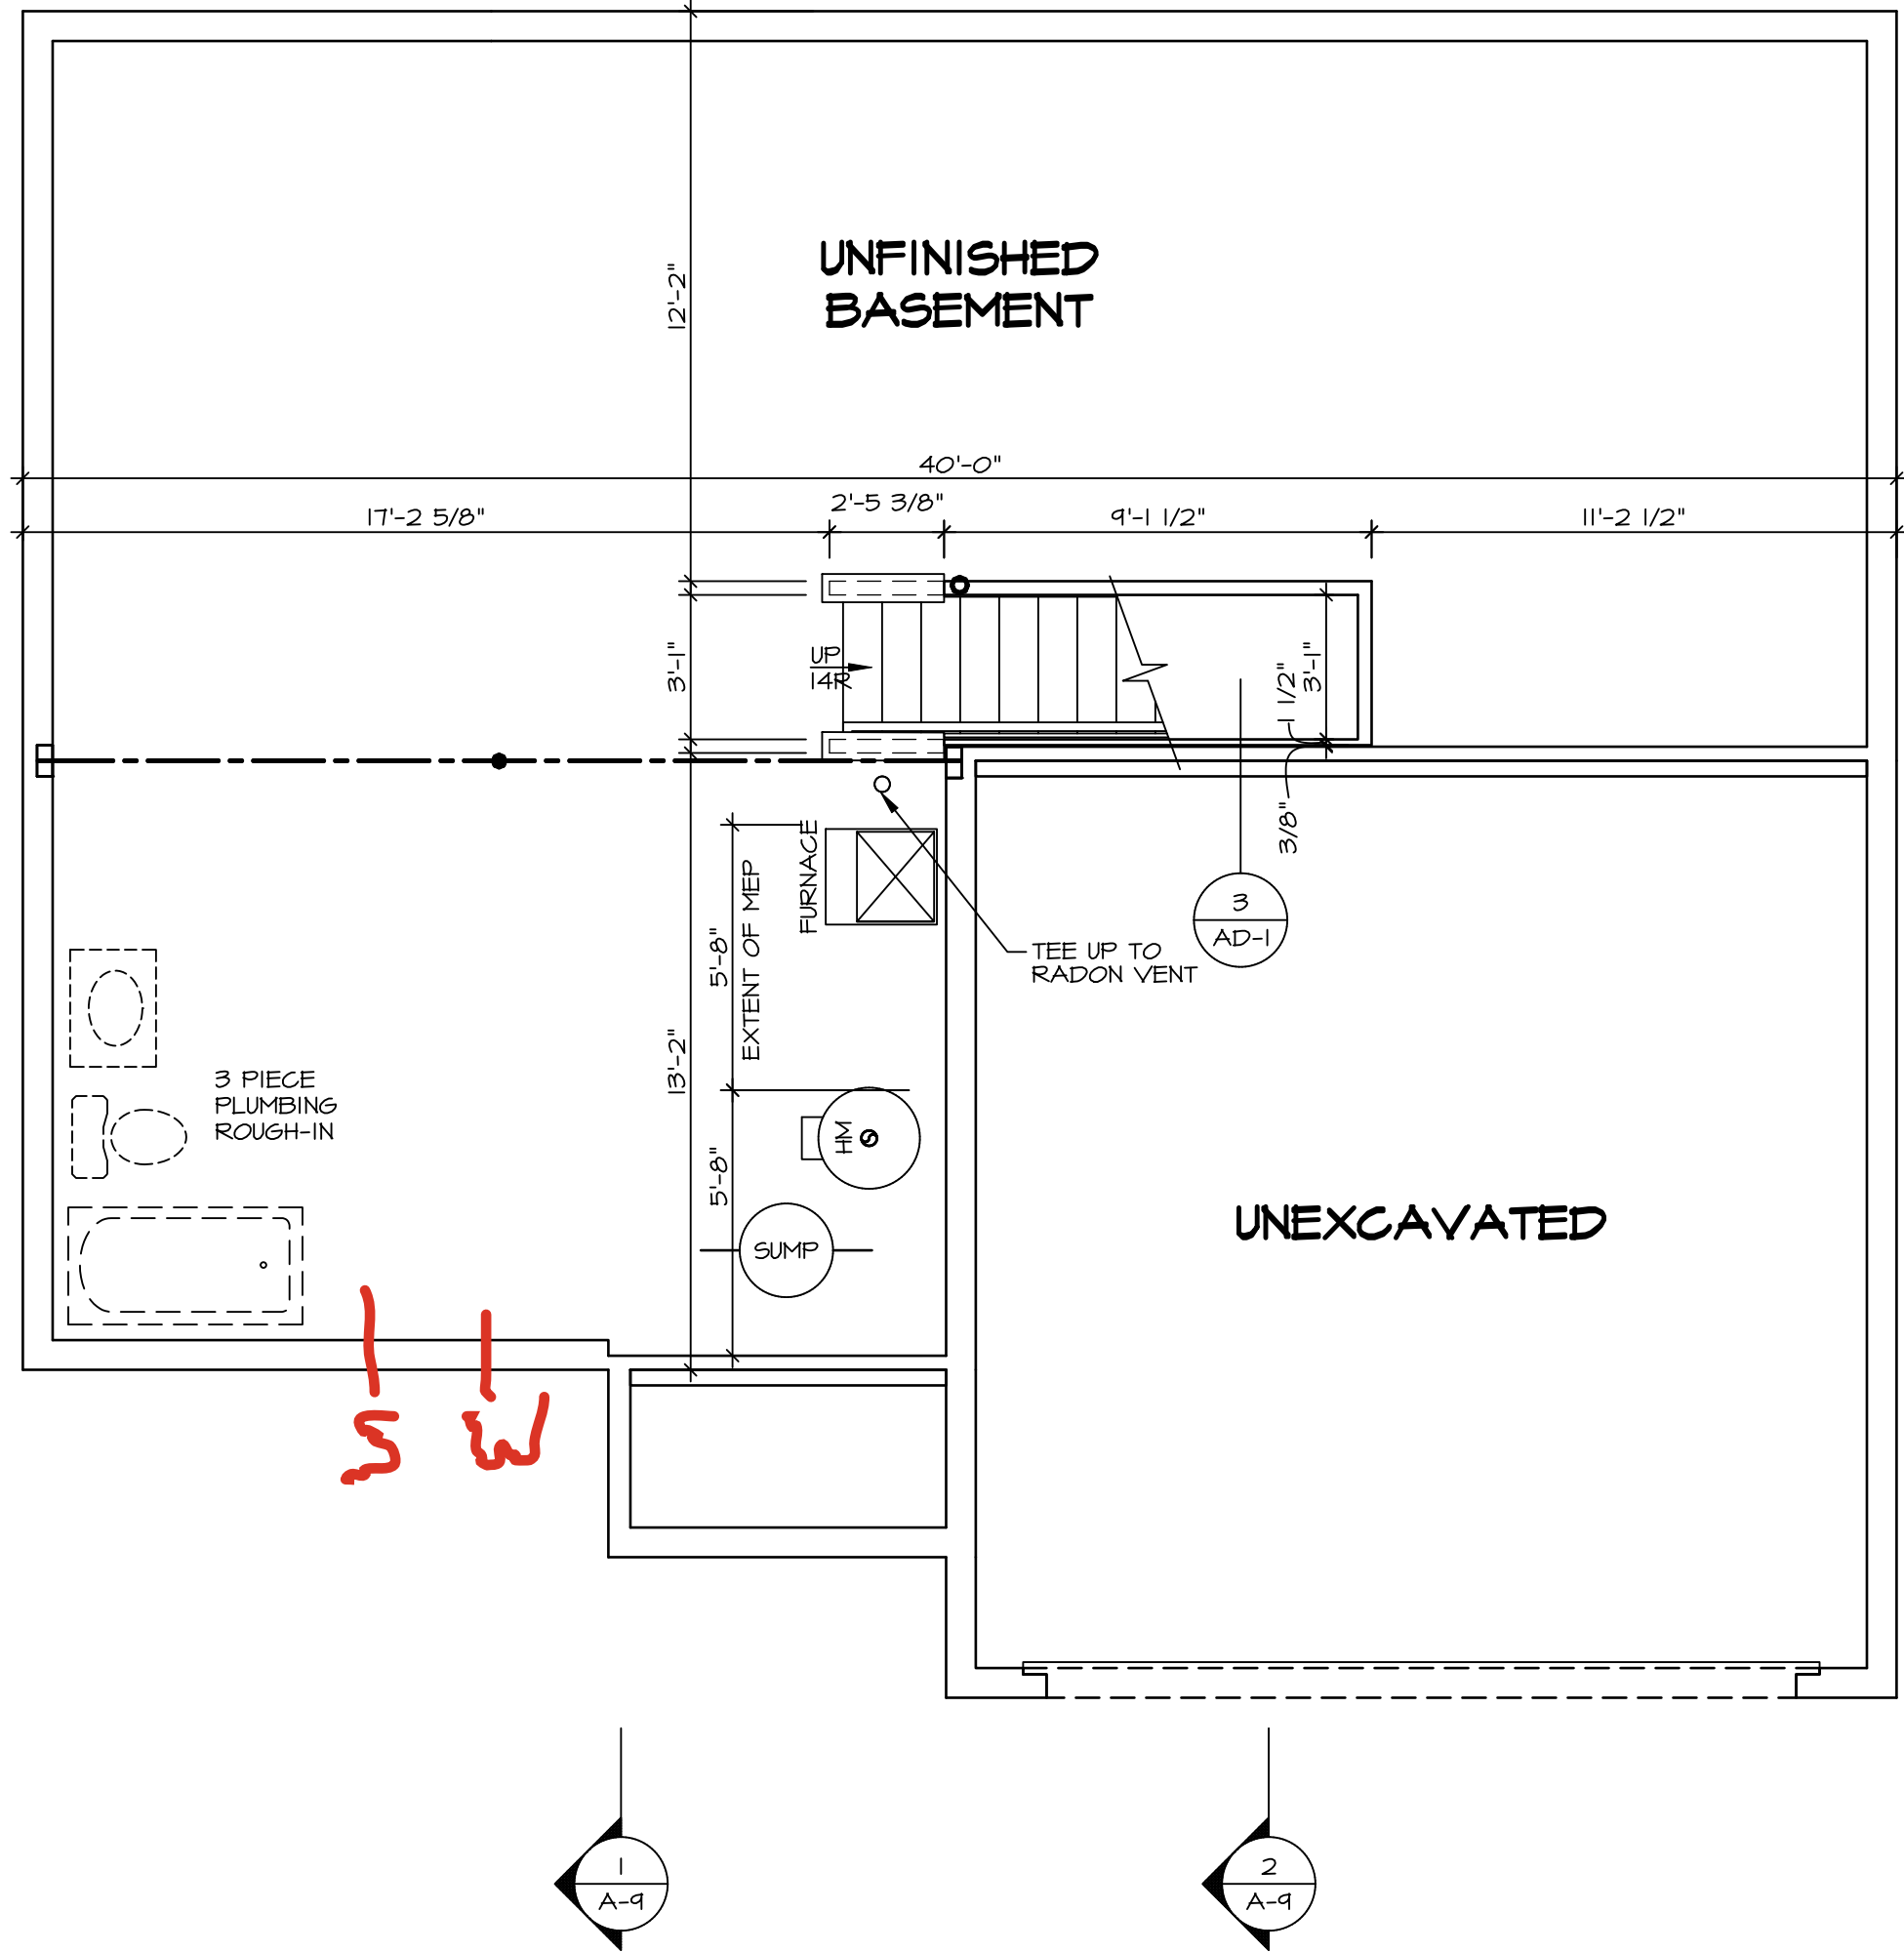 UNFINISHED
BASEMENT
12'-2"
40'-0"
17'-2 5/8"
2'-5 3/8"
9'-1 1/2"
11'-2 1/2"
3'-1"
UP
14R
1 1/2"
3'-1"
3/8"
FURNACE
EXTENT OF MEP
5'-8"
3
AD-1
TEE UP TO
RADON VENT
13'-2"
3 PIECE
PLUMBING
ROUGH-IN
HM
5'-8"
SUMP
UNEXCAVATED
S W
1
A-9
2
A-9